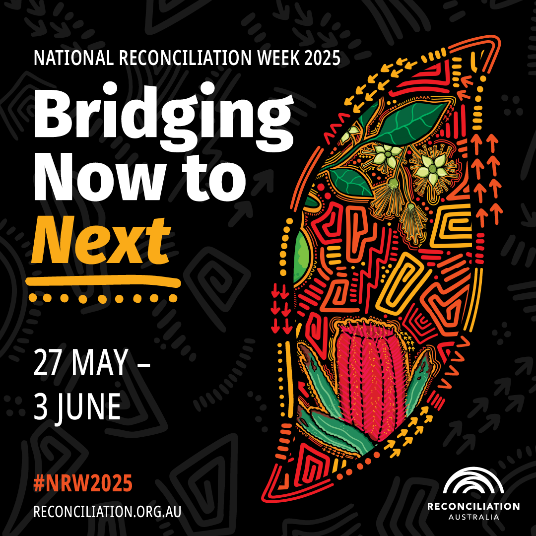 NATIONAL RECONCILIATION WEEK 2025
Bridging
Now to
Next
27 MAY –
3 JUNE
#NRW2025
RECONCILIATION.ORG.AU
RECONCILIATION
AUSTRALIA